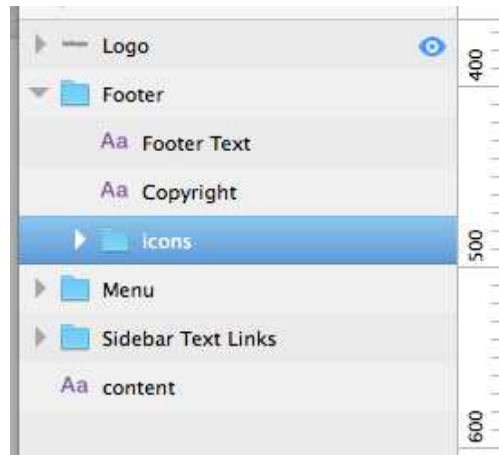 Logo
Footer
Aa Footer Text
Aa Copyright
icons
Menu
Sidebar Text Links
Aa content
400
500
600